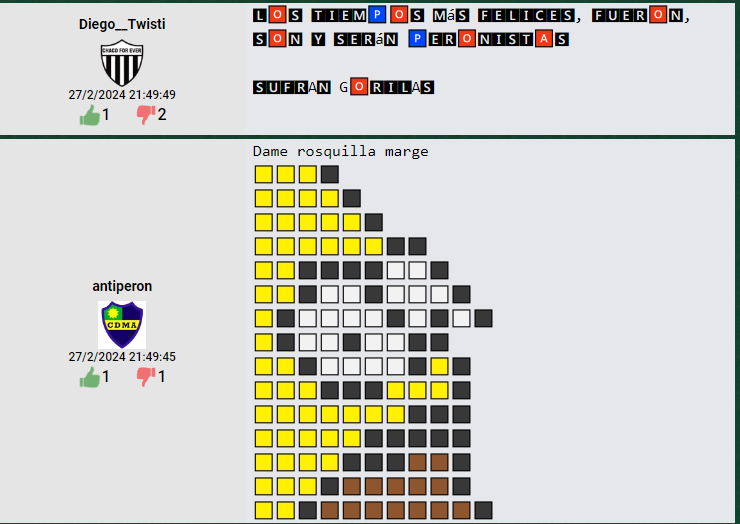 Diego__Twisti
CHACO FOR EVER
27/2/2024 21:49:49
1 2
LOS TIEMPOS MáS FELICES, FUERON,
SON Y SERáN PERONISTAS
SUFRAN GORILAS
antiperon
CDMA
27/2/2024 21:49:45
1 1
Dame rosquilla marge